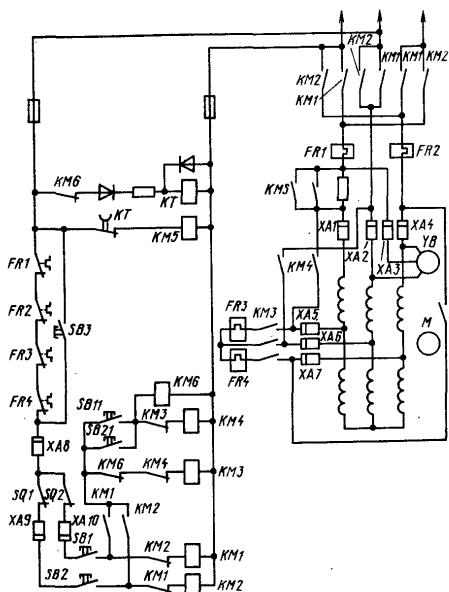 KM2
KM2
KM1
KM1
KM1
KM2
FR1
FR2
KM6
KT
KM5
XA1
XA4
KT
KM5
YB
XA2
XA3
FR1
KM4
FR2
SB3
FR3
KM3
XA5
M
XA6
FR3
FR4
XA7
KM6
FR4
SB11
KM3
KM4
SB21
XA8
KM6
KM4
KM3
SQ1
SQ2
KM1
KM2
XA9
XA10
SB1
KM2
KM1
SB2
KM1
KM2